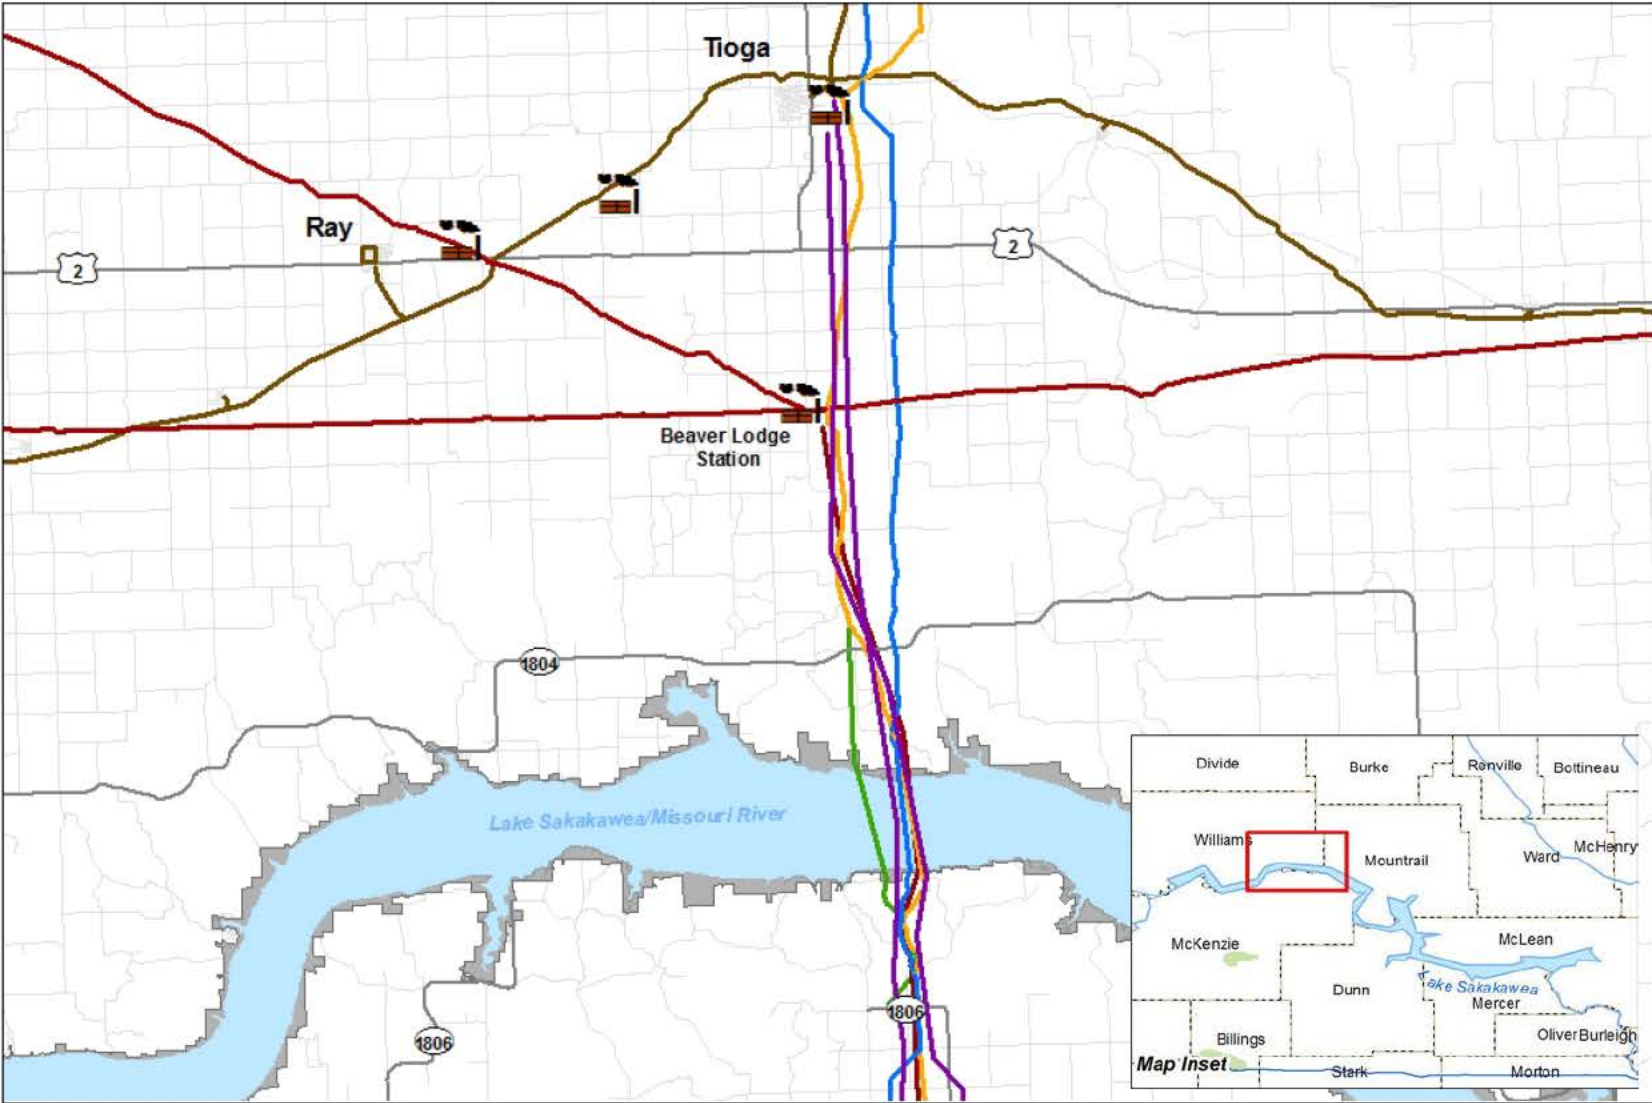 Tioga
Ray
2
2
Beaver Lodge
Station
1804
Lake Sakakawea/Missouri River
1806
1806
Divide
Burke
Renville
Bottineau
Williams
Mountrail
Ward
McHenry
McKenzie
McLean
Dunn
Lake Sakakawea
Mercer
Billings
Oliver
Burleigh
Map Inset
Stark
Morton